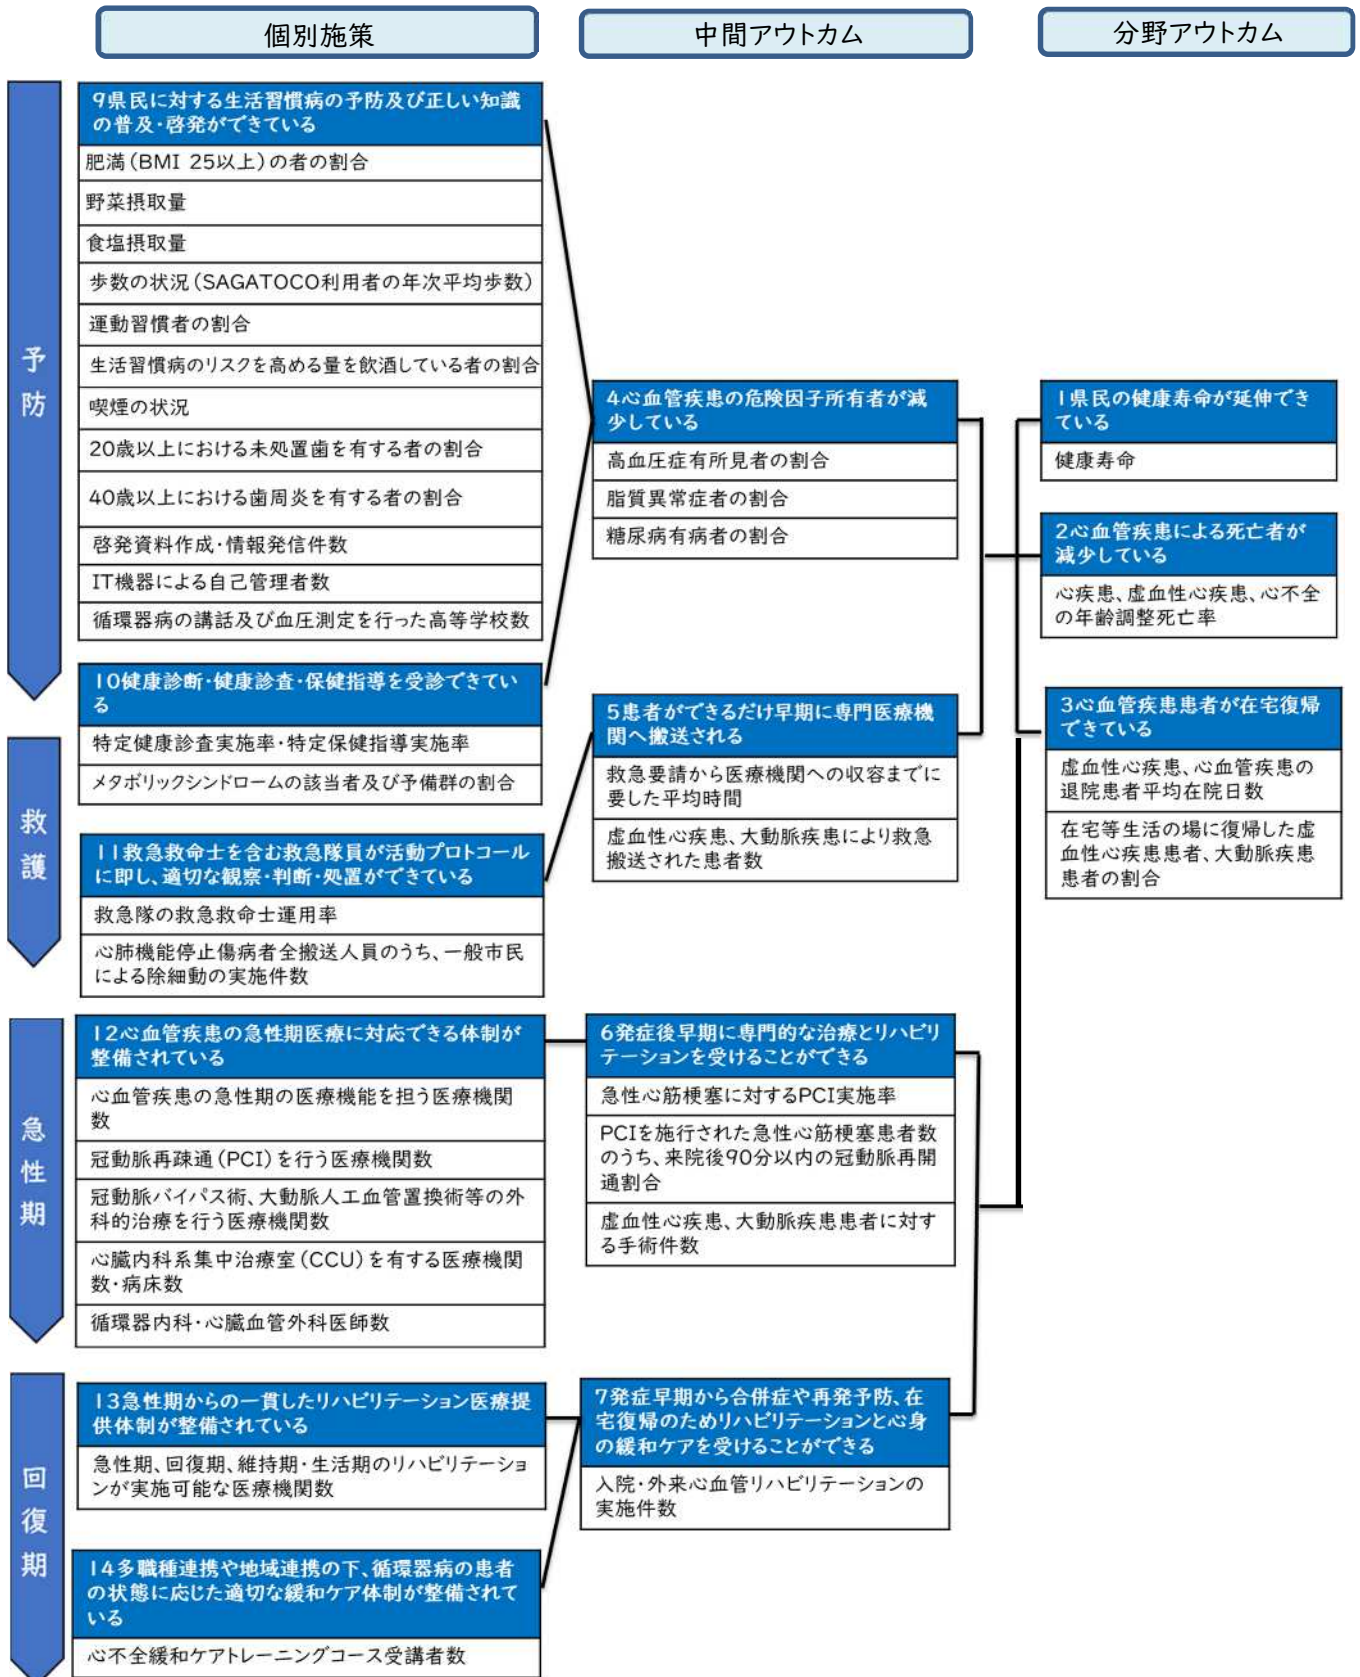 個別施策
中間アウトカム
分野アウトカム
予防
9県民に対する生活習慣病の予防及び正しい知識
の普及・啓発ができている
肥満(BMI 25以上)の者の割合
野菜摂取量
食塩摂取量
歩数の状況(SAGATOCO利用者の年次平均歩数)
運動習慣者の割合
生活習慣病のリスクを高める量を飲酒している者の割合
喫煙の状況
20歳以上における未処置歯を有する者の割合
40歳以上における歯周炎を有する者の割合
啓発資料作成・情報発信件数
IT機器による自己管理者数
循環器病の講話及び血圧測定を行った高等学校数
10健康診断・健康診査・保健指導を受診できてい
る
特定健康診査実施率・特定保健指導実施率
メタボリックシンドロームの該当者及び予備群の割合
救護
11救急救命士を含む救急隊員が活動プロトコール
に即し、適切な観察・判断・処置ができている
救急隊の救急救命士運用率
心肺機能停止傷病者全搬送人員のうち、一般市民
による除細動の実施件数
急性期
12心血管疾患の急性期医療に対応できる体制が
整備されている
心血管疾患の急性期の医療機能を担う医療機関
数
冠動脈再疎通(PCI)を行う医療機関数
冠動脈バイパス術、大動脈人工血管置換術等の外
科的治療を行う医療機関数
心臓内科系集中治療室(CCU)を有する医療機関
数・病床数
循環器内科・心臓血管外科医師数
回復期
13急性期からの一貫したリハビリテーション医療提
供体制が整備されている
急性期、回復期、維持期・生活期のリハビリテーショ
ンが実施可能な医療機関数
14多職種連携や地域連携の下、循環器病の患者
の状態に応じた適切な緩和ケア体制が整備されて
いる
心不全緩和ケアトレーニングコース受講者数
4心血管疾患の危険因子所有者が減
少している
高血圧症有所見者の割合
脂質異常症者の割合
糖尿病有病者の割合
5患者ができるだけ早期に専門医療機
関へ搬送される
救急要請から医療機関への収容までに
要した平均時間
虚血性心疾患、大動脈疾患により救急
搬送された患者数
6発症後早期に専門的な治療とリハビリ
テーションを受けることができる
急性心筋梗塞に対するPCI実施率
PCIを施行された急性心筋梗塞患者数
のうち、来院後90分以内の冠動脈再開
通割合
虚血性心疾患、大動脈疾患患者に対す
る手術件数
7発症早期から合併症や再発予防、在
宅復帰のためリハビリテーションと心身
の緩和ケアを受けることができる
入院・外来心血管リハビリテーションの
実施件数
1県民の健康寿命が延伸でき
ている
健康寿命
2心血管疾患による死亡者が
減少している
心疾患、虚血性心疾患、心不全
の年齢調整死亡率
3心血管疾患患者が在宅復帰
できている
虚血性心疾患、心血管疾患の
退院患者平均在院日数
在宅等生活の場に復帰した虚
血性心疾患患者、大動脈疾患
患者の割合